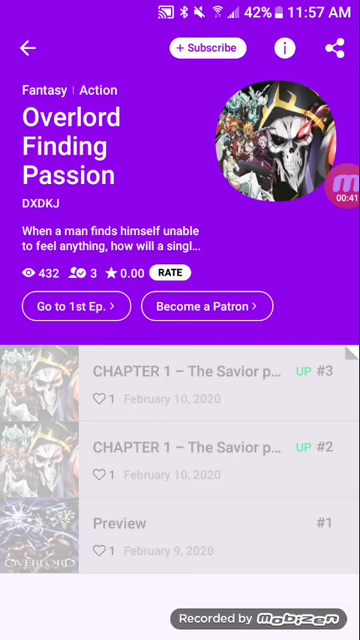 42% 11:57 AM
+ Subscribe
Fantasy | Action
Overlord
Finding
Passion
DXDKJ
When a man finds himself unable
to feel anything, how will a singl...
432 3 0.00 RATE
Go to 1st Ep. >
Become a Patron >
00:41
CHAPTER 1 – The Savior p... UP #3
1 February 10, 2020
CHAPTER 1 – The Savior p... UP #2
1 February 10, 2020
Preview #1
1 February 9, 2020
OVERLORD
Recorded by Mobizen